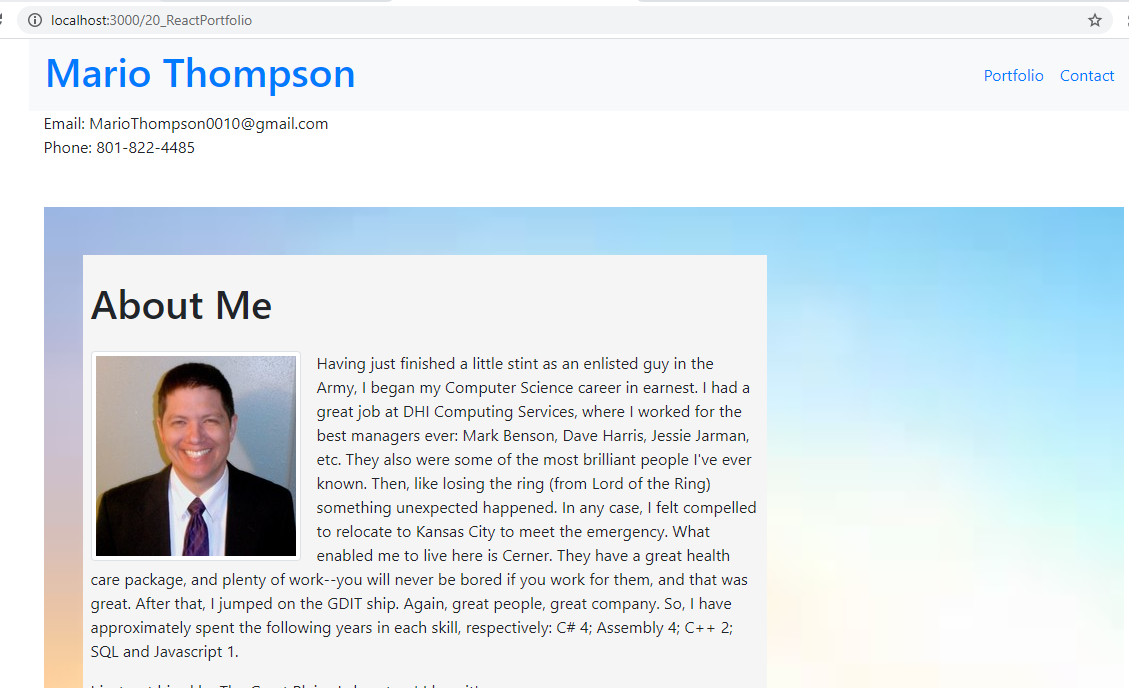 localhost:3000/20_ReactPortfolio
Mario Thompson
Portfolio Contact
Email: MarioThompson0010@gmail.com
Phone: 801-822-4485
About Me
Having just finished a little stint as an enlisted guy in the
Army, I began my Computer Science career in earnest. I had a
great job at DHI Computing Services, where I worked for the
best managers ever: Mark Benson, Dave Harris, Jessie Jarman,
etc. They also were some of the most brilliant people I've ever
known. Then, like losing the ring (from Lord of the Ring)
something unexpected happened. In any case, I felt compelled
to relocate to Kansas City to meet the emergency. What
enabled me to live here is Cerner. They have a great health
care package, and plenty of work--you will never be bored if you work for them, and that was
great. After that, I jumped on the GDIT ship. Again, great people, great company. So, I have
approximately spent the following years in each skill, respectively: C# 4; Assembly 4; C++ 2;
SQL and Javascript 1.